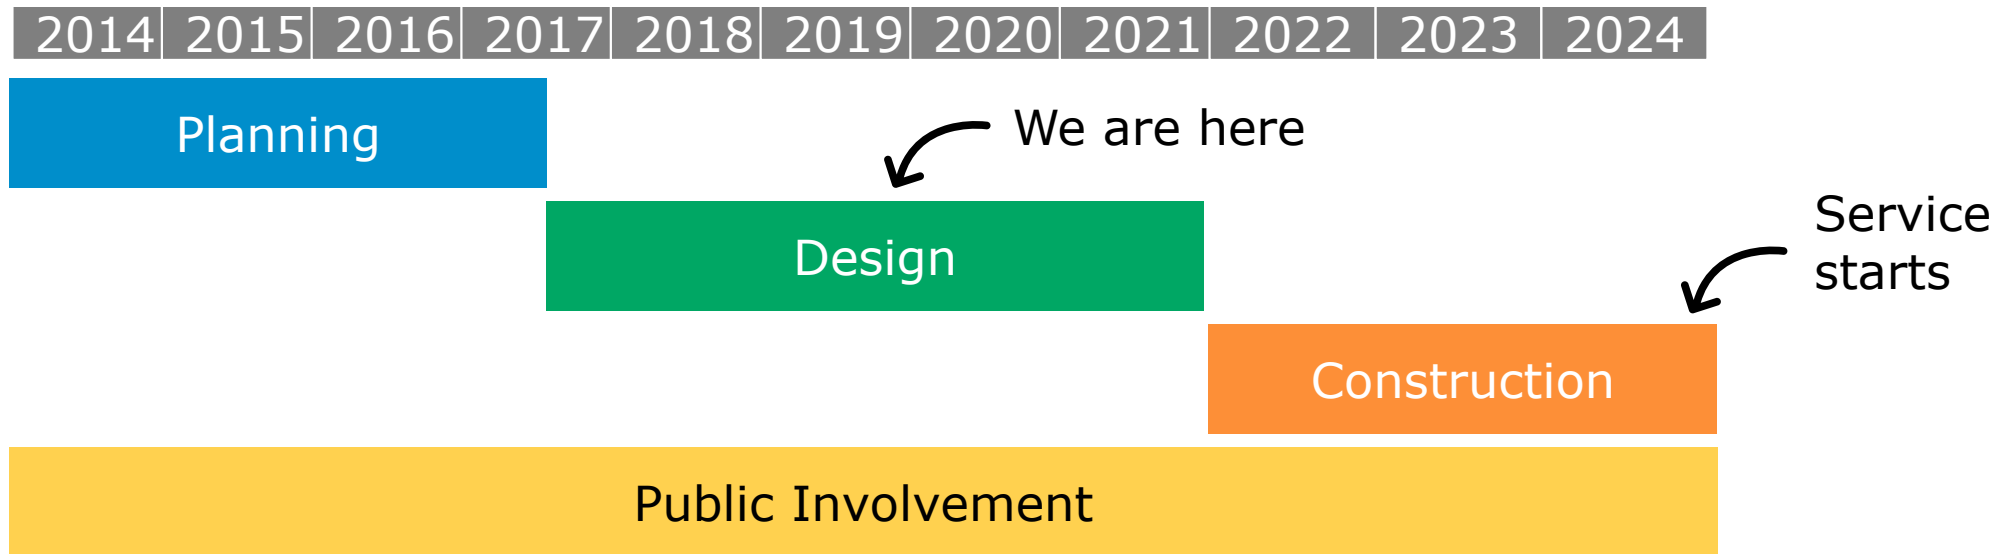 2014 2015 2016 2017 2018 2019 2020 2021 2022 2023 2024
Planning
We are here
Design
Service
starts
Construction
Public Involvement